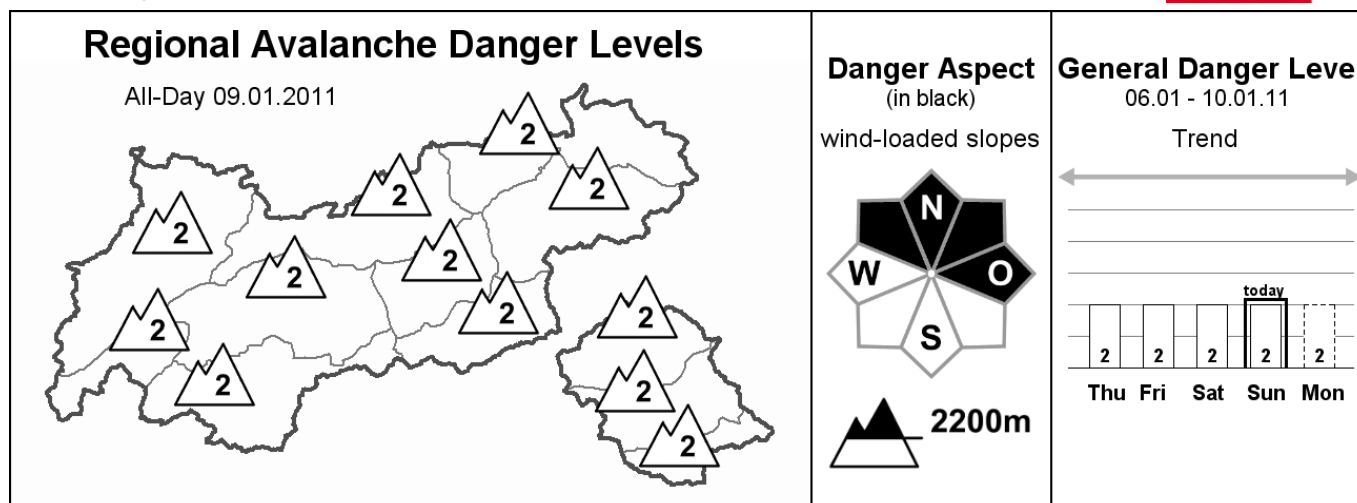 Regional Avalanche Danger Levels
All-Day 09.01.2011
2
2
2
2
2
2
2
2
2
2
2
2
2
Danger Aspect
(in black)
wind-loaded slopes
N
W O
S
2200m
General Danger Leve
06.01 - 10.01.11
Trend
today
2 2 2 2 2
Thu Fri Sat Sun Mon